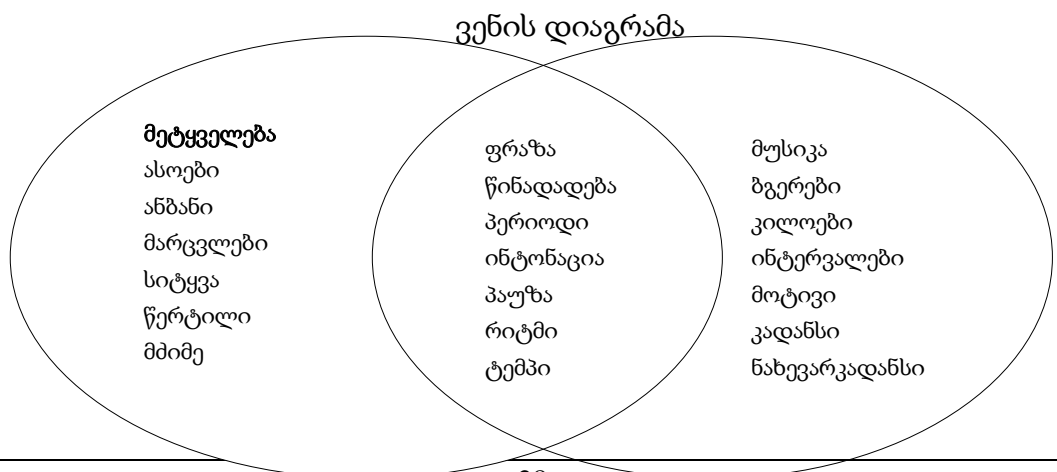 ვენის დიაგრამა
მეტყველება
ასოები
ანბანი
მარცვლები
სიტყვა
წერტილი
მძიმე
ფრაზა
წინადადება
პერიოდი
ინტონაცია
პაუზა
რიტმი
ტემპი
მუსიკა
ბგერები
კილოები
ინტერვალები
მოტივი
კადანსი
ნახევარკადანსი